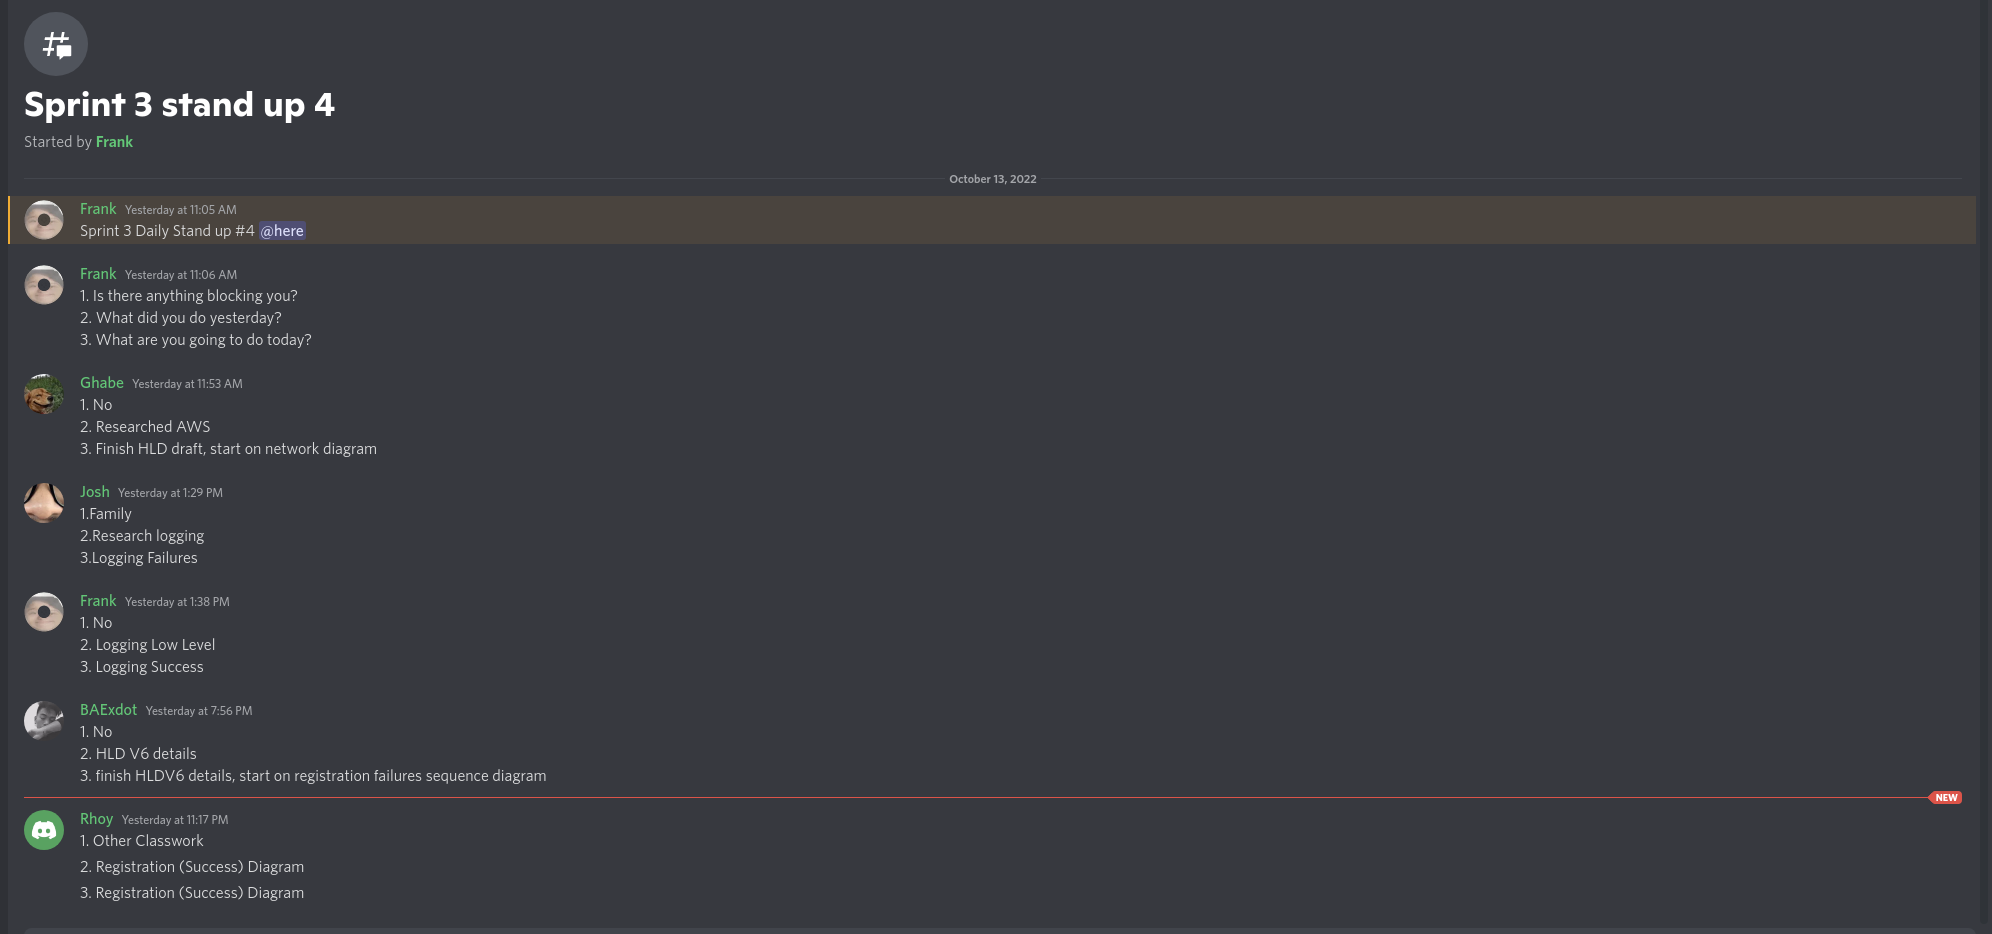 Sprint 3 stand up 4
Started by Frank
October 13, 2022
Frank Yesterday at 11:05 AM
Sprint 3 Daily Stand up #4 @here
Frank Yesterday at 11:06 AM
1. Is there anything blocking you?
2. What did you do yesterday?
3. What are you going to do today?
Ghabe Yesterday at 11:53 AM
1. No
2. Researched AWS
3. Finish HLD draft, start on network diagram
Josh Yesterday at 1:29 PM
1.Family
2.Research logging
3.Logging Failures
Frank Yesterday at 1:38 PM
1. No
2. Logging Low Level
3. Logging Success
BAExdot Yesterday at 7:56 PM
1. No
2. HLD V6 details
3. finish HLDV6 details, start on registration failures sequence diagram
NEW
Rhoy Yesterday at 11:17 PM
1. Other Classwork
2. Registration (Success) Diagram
3. Registration (Success) Diagram